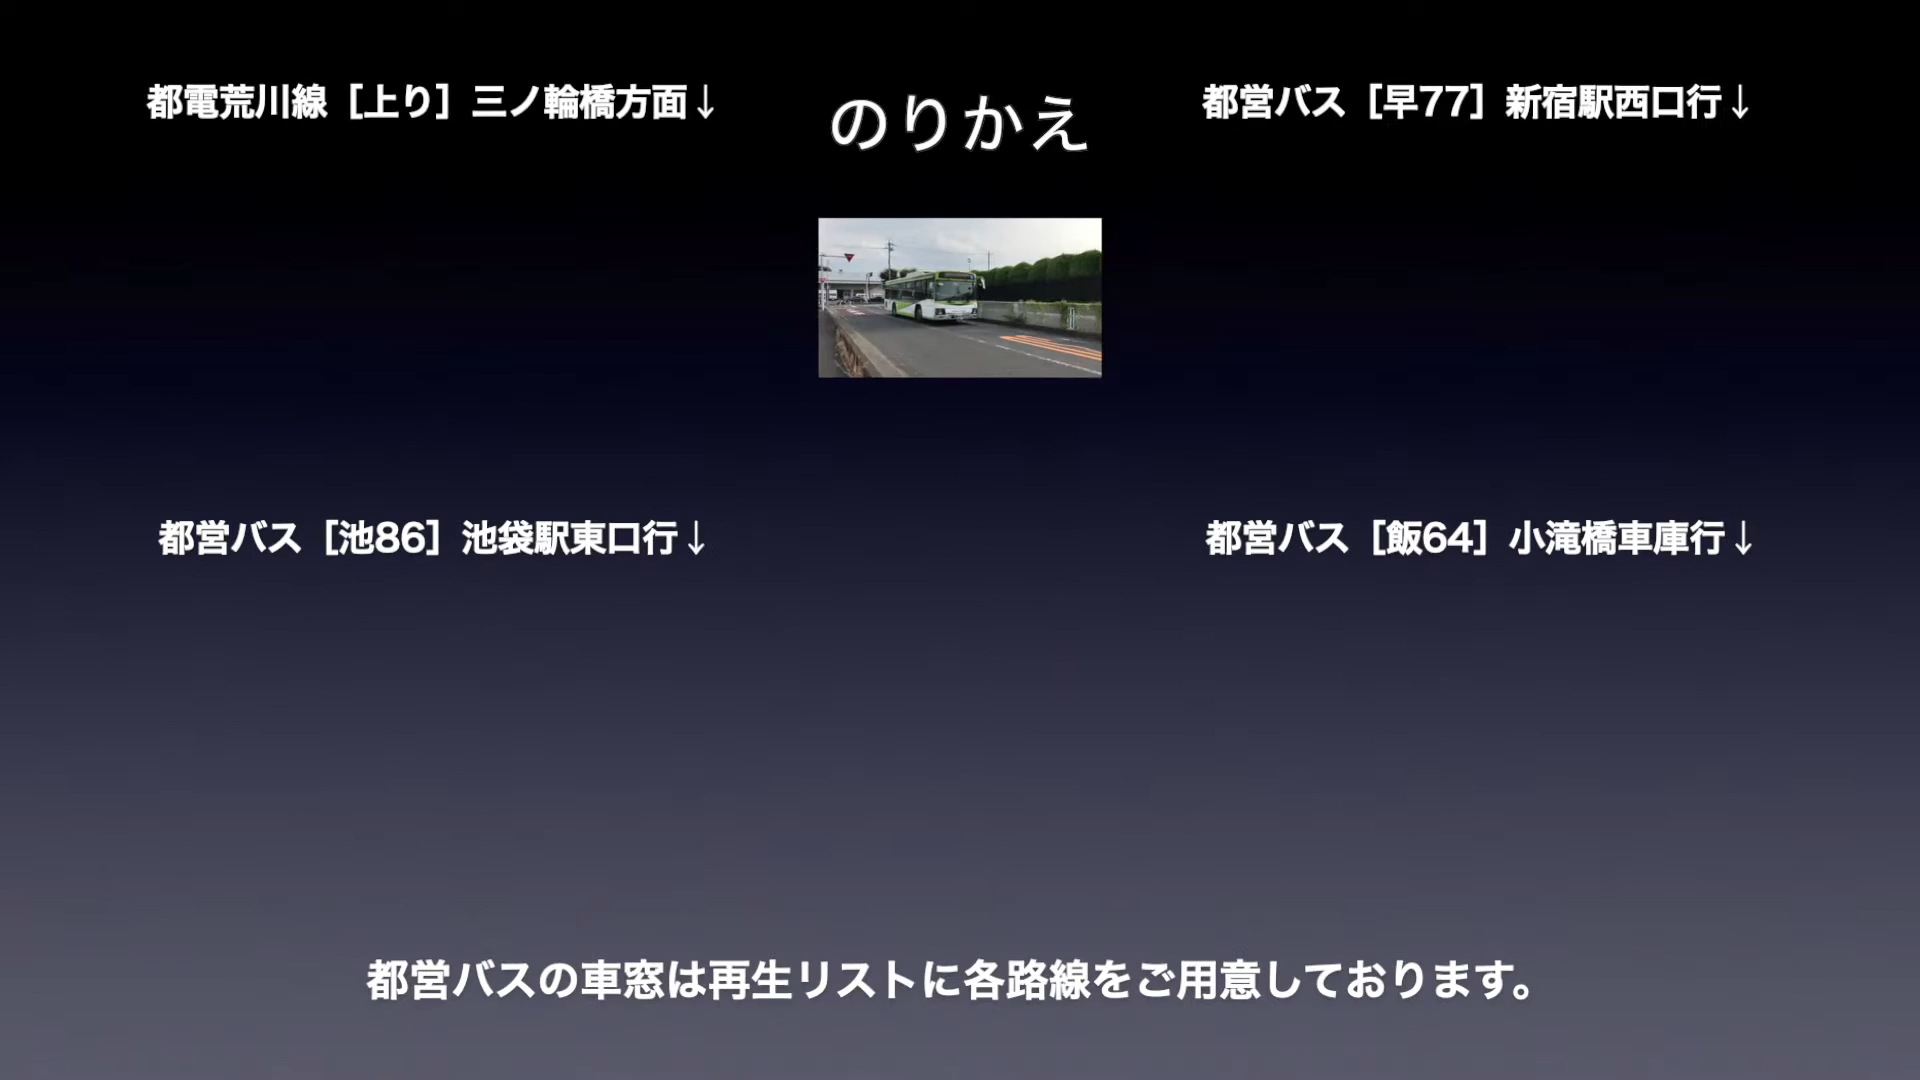 都電荒川線［上り］三ノ輪橋方面↓
のりかえ
都営バス［早77］新宿駅西口行↓
都営バス［池86］池袋駅東口行↓
都営バス［飯64］小滝橋車庫行↓
都営バスの車窓は再生リストに各路線をご用意しております。